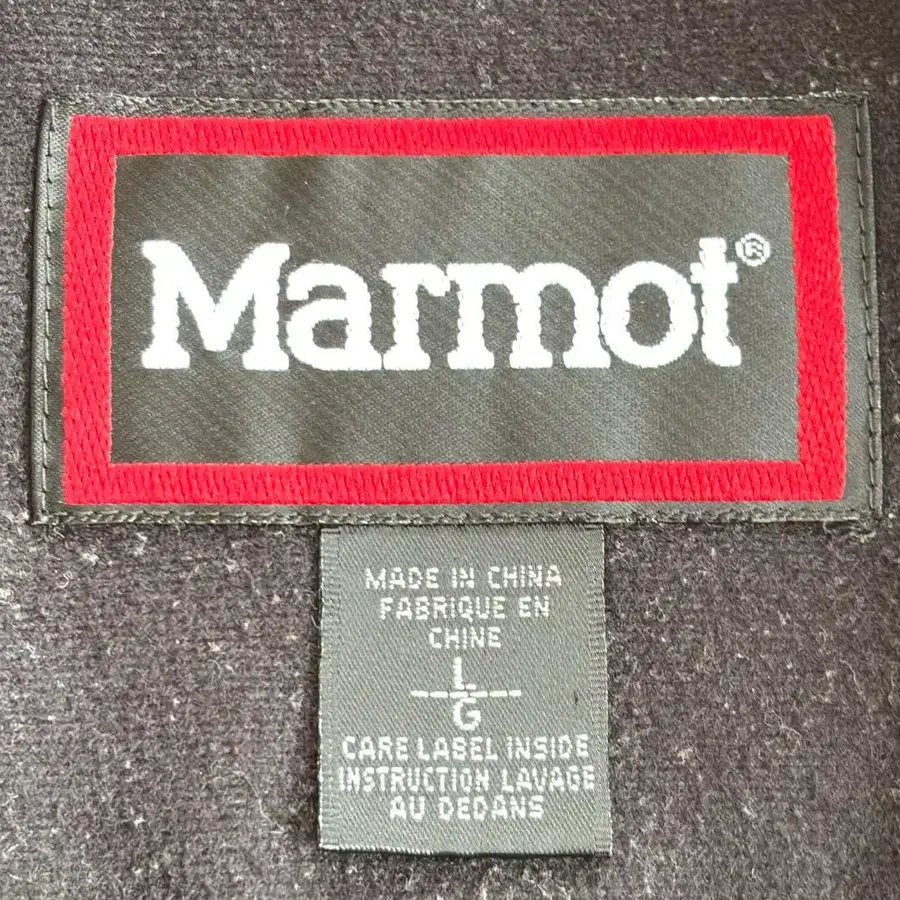 Marmot®
MADE IN CHINA
FABRIQUE EN
CHINE
L
G
CARE LABEL INSIDE
INSTRUCTION LAVAGE
AU DEDANS